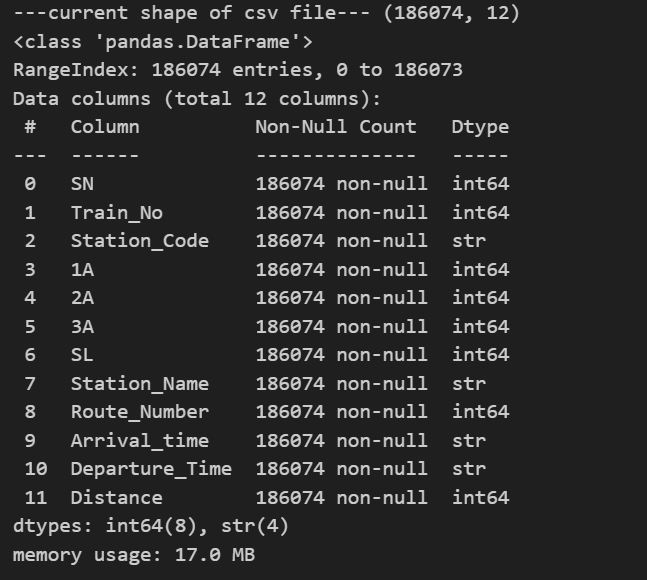 ---current shape of csv file--- (186074, 12)
<class 'pandas.DataFrame'>
RangeIndex: 186074 entries, 0 to 186073
Data columns (total 12 columns):
 #   Column          Non-Null Count   Dtype
---  ------          --------------   -----
 0   SN              186074 non-null  int64
 1   Train_No        186074 non-null  int64
 2   Station_Code    186074 non-null  str
 3   1A              186074 non-null  int64
 4   2A              186074 non-null  int64
 5   3A              186074 non-null  int64
 6   SL              186074 non-null  int64
 7   Station_Name    186074 non-null  str
 8   Route_Number    186074 non-null  int64
 9   Arrival_time    186074 non-null  str
 10  Departure_Time  186074 non-null  str
 11  Distance        186074 non-null  int64
dtypes: int64(8), str(4)
memory usage: 17.0 MB